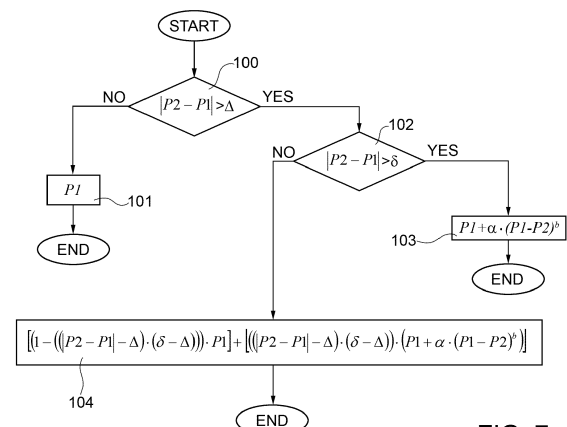 START
100
|P2 – P1| >Δ
NO
YES
102
|P2 – P1| >δ
NO
YES
P1
101
END
P1+α·(P1-P2)ᵇ
103
END
[(1–((|P2 – P1| – Δ)·(δ – Δ)))·P1]+[((|P2 – P1| – Δ)·(δ – Δ))·(P1+α·(P1–P2)ᵇ)]
104
END